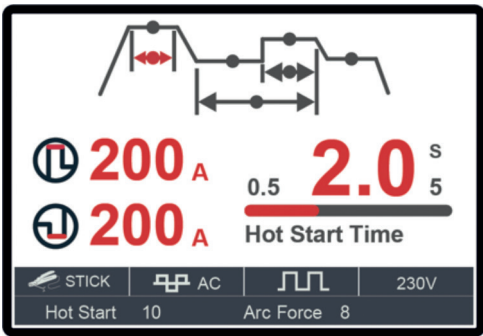 200 A
200 A
0.5 2.0 S 5
Hot Start Time
STICK AC 230V
Hot Start 10 Arc Force 8